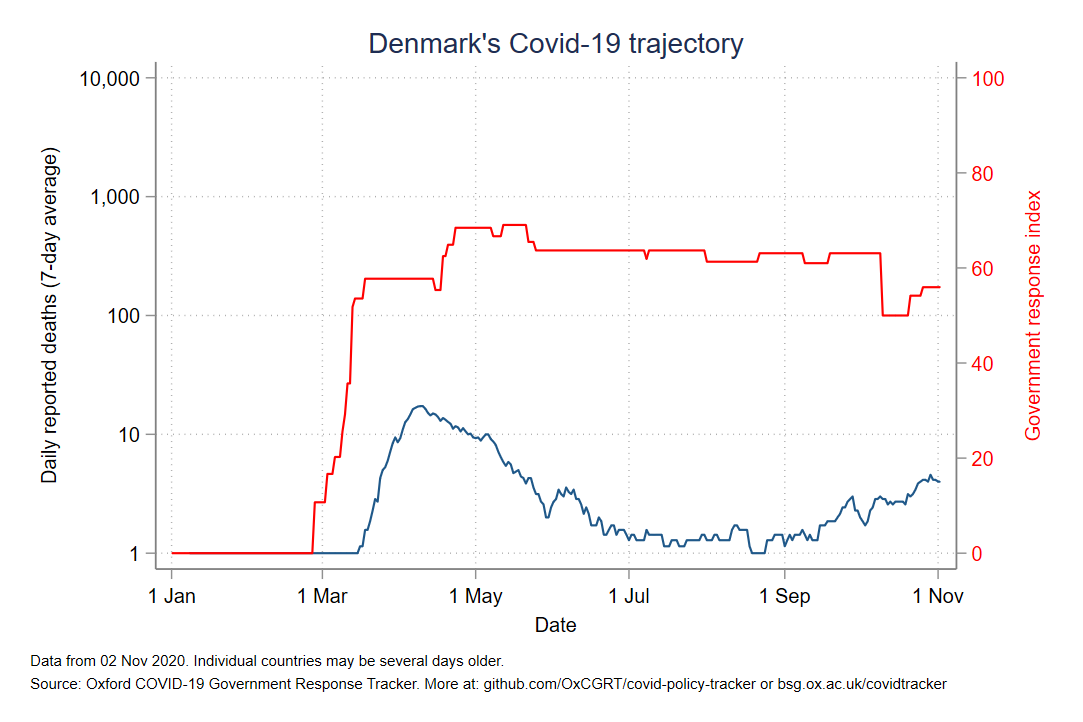 Denmark's Covid-19 trajectory
10,000
1,000
100
10
1
Daily reported deaths (7-day average)
100
80
60
40
20
0
Government response index
1 Jan
1 Mar
1 May
1 Jul
1 Sep
1 Nov
Date
Data from 02 Nov 2020. Individual countries may be several days older.
Source: Oxford COVID-19 Government Response Tracker. More at: github.com/OxCGRT/covid-policy-tracker or bsg.ox.ac.uk/covidtracker